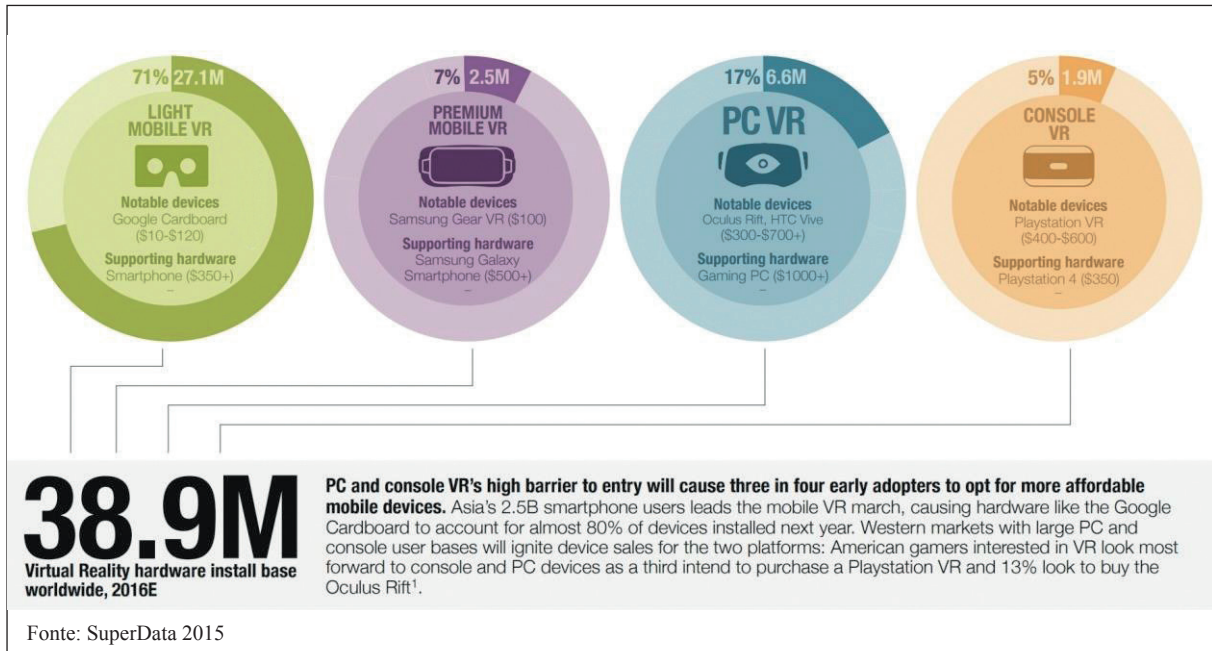 71% 27.1M
LIGHT
MOBILE VR
Notable devices
Google Cardboard
($10-$120)
Supporting hardware
Smartphone ($350+)
–
7% 2.5M
PREMIUM
MOBILE VR
Notable devices
Samsung Gear VR ($100)
Supporting hardware
Samsung Galaxy
Smartphone ($500+)
–
17% 6.6M
PC VR
Notable devices
Oculus Rift, HTC Vive
($300-$700+)
Supporting hardware
Gaming PC ($1000+)
–
5% 1.9M
CONSOLE
VR
Notable devices
Playstation VR
($400-$600)
Supporting hardware
Playstation 4 ($350)
–
38.9M
Virtual Reality hardware install base
worldwide, 2016E
PC and console VR's high barrier to entry will cause three in four early adopters to opt for more affordable
mobile devices. Asia's 2.5B smartphone users leads the mobile VR march, causing hardware like the Google
Cardboard to account for almost 80% of devices installed next year. Western markets with large PC and
console user bases will ignite device sales for the two platforms: American gamers interested in VR look most
forward to console and PC devices as a third intend to purchase a Playstation VR and 13% look to buy the
Oculus Rift¹.
Fonte: SuperData 2015